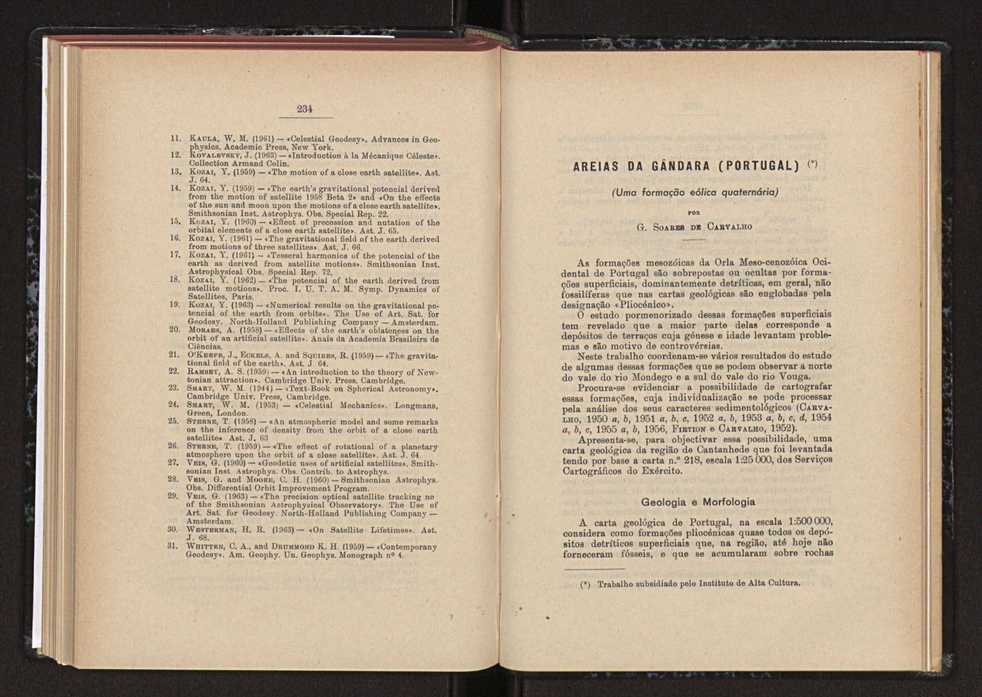 234
11. KAULA, W. M. (1961) — «Celestial Geodesy», Advances in Geo-
physics. Academic Press, New York.
12. KOVALEVSKY, J. (1963) — «Introduction à la Mécanique Céleste».
Collection Armand Colin.
13. KOZAI, Y. (1959) — «The motion of a close earth satellite». Ast.
J. 64.
14. KOZAI, Y. (1959) — «The earth's gravitational potencial derived
from the motion of satellite 1958 Beta 2» and «On the effects
of the sun and moon upon the motions of a close earth satellite».
Smithsonian Inst. Astrophys. Obs. Special Rep. 22.
15. KOZAI, Y. (1960) — «Effect of precession and nutation of the
orbital elements of a close earth satellite». Ast. J. 65.
16. KOZAI, Y. (1961) — «The gravitational field of the earth derived
from motions of three satellites». Ast. J. 66.
17. KOZAI, Y. (1961) — «Tesseral harmonics of the potencial of the
earth as derived from satellite motions». Smithsonian Inst.
Astrophysical Obs. Special Rep. 72.
18. KOZAI, Y. (1962) — «The potencial of the earth derived from
satellite motions». Proc. I. U. T. A. M. Symp. Dynamics of
Satellites, Paris.
19. KOZAI, Y. (1963) — «Numerical results on the gravitational po-
tencial of the earth from orbits». The Use of Art. Sat. for
Geodesy. North-Holland Publishing Company — Amsterdam.
20. MORAES, A. (1958) — «Effects of the earth's oblateness on the
orbit of an artificial satellite». Anais da Academia Brasileira de
Ciências.
21. O'KEEFE, J., ECKELS, A. and SQUIRES, R. (1959) — «The gravita-
tional field of the earth». Ast. J 64.
22. RAMSEY, A. S. (1959) — «An introduction to the theory of New-
tonian attraction». Cambridge Univ. Press, Cambridge.
23. SMART, W. M. (1944) — «Text-Book on Spherical Astronomy».
Cambridge Univ. Press, Cambridge.
24. SMART, W. M. (1953) — «Celestial Mechanics». Longmans,
Green, London.
25. STERNE, T. (1958) — «An atmospheric model and some remarks
on the inference of density from the orbit of a close earth
satellite» Ast. J. 63
26. STERNE, T. (1959) — «The effect of rotational of a planetary
atmosphere upon the orbit of a close satellite». Ast J. 64.
27. VEIS, G. (1960) — «Geodetic uses of artificial satellites», Smith-
sonian Inst. Astrophys. Obs. Contrib. to Astrophys.
28. VEIS, G. and MOORE, C. H. (1960) — Smithsonian Astrophys.
Obs. Differential Orbit Improvement Program.
29. VEIS, G. (1963) — «The precision optical satellite tracking ne
of the Smithsonian Astrophysical Observatory». The Use of
Art. Sat. for Geodesy. North-Holland Publishing Company —
Amsterdam.
30. WESTERMAN, H. R. (1963) — «On Satellite Lifetimes». Ast.
J. 68.
31. WHITTEN, C. A., and DRUMMOND K. H. (1959) — «Contemporany
Geodesy». Am. Geophy. Un. Geophys. Monograph nº 4.
AREIAS DA GÂNDARA (PORTUGAL) (*)
(Uma formação eólica quaternária)
POR
G. SOARES DE CARVALHO
As formações mesozóicas da Orla Meso-cenozóica Oci-
dental de Portugal são sobrepostas ou ocultas por forma-
ções superficiais, dominantemente detríticas, em geral, não
fossilíferas que nas cartas geológicas são englobadas pela
designação «Pliocénico».
O estudo pormenorizado dessas formações superficiais
tem revelado que a maior parte delas corresponde a
depósitos de terraços cuja génese e idade levantam proble-
mas e são motivo de controvérsias.
Neste trabalho coordenam-se vários resultados do estudo
de algumas dessas formações que se podem observar a norte
do vale do rio Mondego e a sul do vale do rio Vouga.
Procura-se evidenciar a possibilidade de cartografar
essas formações, cuja individualização se pode processar
pela análise dos seus caracteres sedimentológicos (CARVA-
LHO, 1950 a, b, 1951 a, b, c, 1952 a, b, 1953 a, b, c, d, 1954
a, b, c, 1955 a, b, 1956, FIRTION e CARVALHO, 1952).
Apresenta-se, para objectivar essa possibilidade, uma
carta geológica da região de Cantanhede que foi levantada
tendo por base a carta n.º 218, escala 1:25 000, dos Serviços
Cartográficos do Exército.
Geologia e Morfologia
A carta geológica de Portugal, na escala 1:500 000,
considera como formações pliocénicas quase todos os depó-
sitos detríticos superficiais que, na região, até hoje não
forneceram fósseis, e que se acumularam sobre rochas
(*) Trabalho subsidiado pelo Instituto de Alta Cultura.